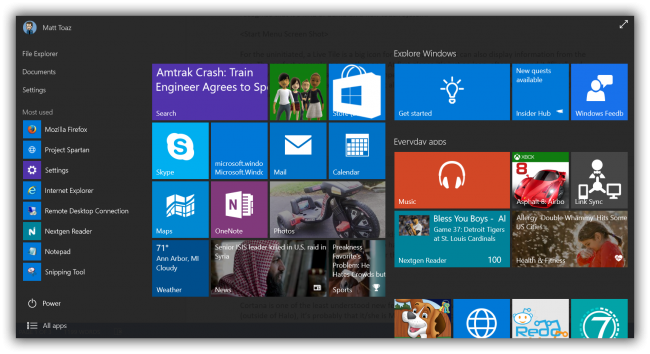 Matt Toaz
File Explorer
Documents
Settings
Most used
Mozilla Firefox
Project Spartan
Settings
Internet Explorer
Remote Desktop Connection
Nextgen Reader
Notepad
Snipping Tool
Power
All apps
Amtrak Crash: Train
Engineer Agrees to Sp
Search
Store
Skype
microsoft.windo
Microsoft.Windo
Mail
Calendar
Maps
OneNote
Photos
71°
Ann Arbor, MI
Cloudy
Weather
Senior ISIS leader killed in U.S. raid in
Syria
News
Preakness
Favorite's
Problem: He
Hates Crowds but
Sports
Explore Windows
Get started
New quests
available
Insider Hub
Windows Feedb
Everyday apps
Music
XBOX
8
Asphalt 8: Airbo
Link Sync
Bless You Boys - Al
Game 37: Detroit Tigers
at St. Louis Cardinals
Nextgen Reader
100
Allergy 'Double Whammy' Hits Some
US Cities
Health & Fitness
7